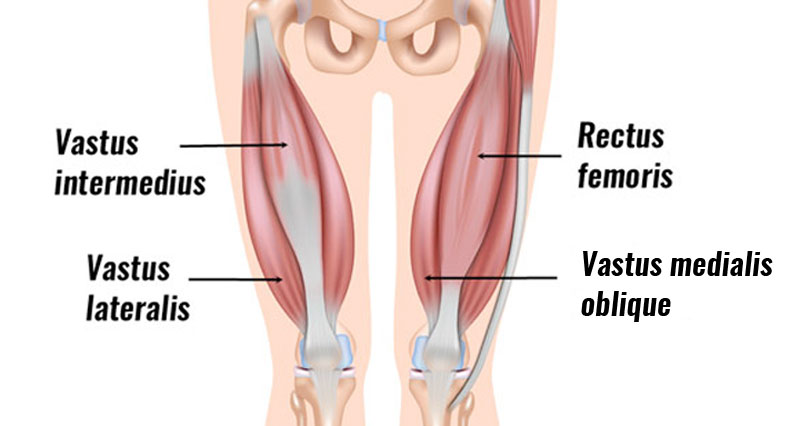 Vastus
intermedius
Rectus
femoris
Vastus
lateralis
Vastus medialis
oblique